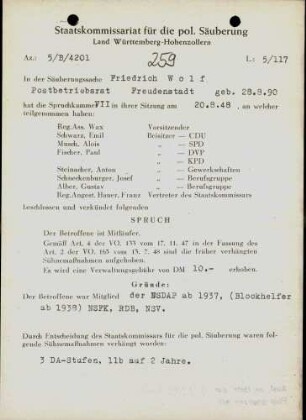 Staatskommissariat für die pol. Säuberung
Land Württemberg-Hohenzollern
Az.: 5/B/4201
259
L: 5/117
In der Säuberungssache Friedrich Wolf
Postbetriebsrat Freudenstadt geb. 28.8.90
hat die Spruchkammer VII in ihrer Sitzung am 20.8.48, an welcher
teilgenommen haben:
Reg.Ass. Wax Vorsitzender
Schwarz, Emil Beisitzer — CDU
Munch, Alois „ — SPD
Fischer, Paul „ — DVP
„ — KPD
Steinacher, Anton „ — Gewerkschaften
Schneckenburger, Josef „ — Berufsgruppe
Alber, Gustav „ — Berufsgruppe
Reg.Angest. Haner, Franz Vertreter des Staatskommissars
beschlossen und verkündet folgenden
SPRUCH
Der Betroffene ist Mitläufer.
Gemäß Art. 4 der VO. 133 vom 17. 11. 47 in der Fassung des
Art. 2 der VO. 165 vom 13. 7. 48 sind die früher verhängten
Sühnemaßnahmen aufgehoben.
Es wird eine Verwaltungsgebühr von DM 10.- erhoben.
Gründe:
Der Betroffene war Mitglied der NSDAP ab 1937, (Blockhelfer
ab 1939) NSFK, RDB, NSV.
Durch Entscheidung des Staatskommissars für die pol. Säuberung waren fol-
gende Sühnemaßnahmen verhängt worden:
3 DA-Stufen, 11b auf 2 Jahre.